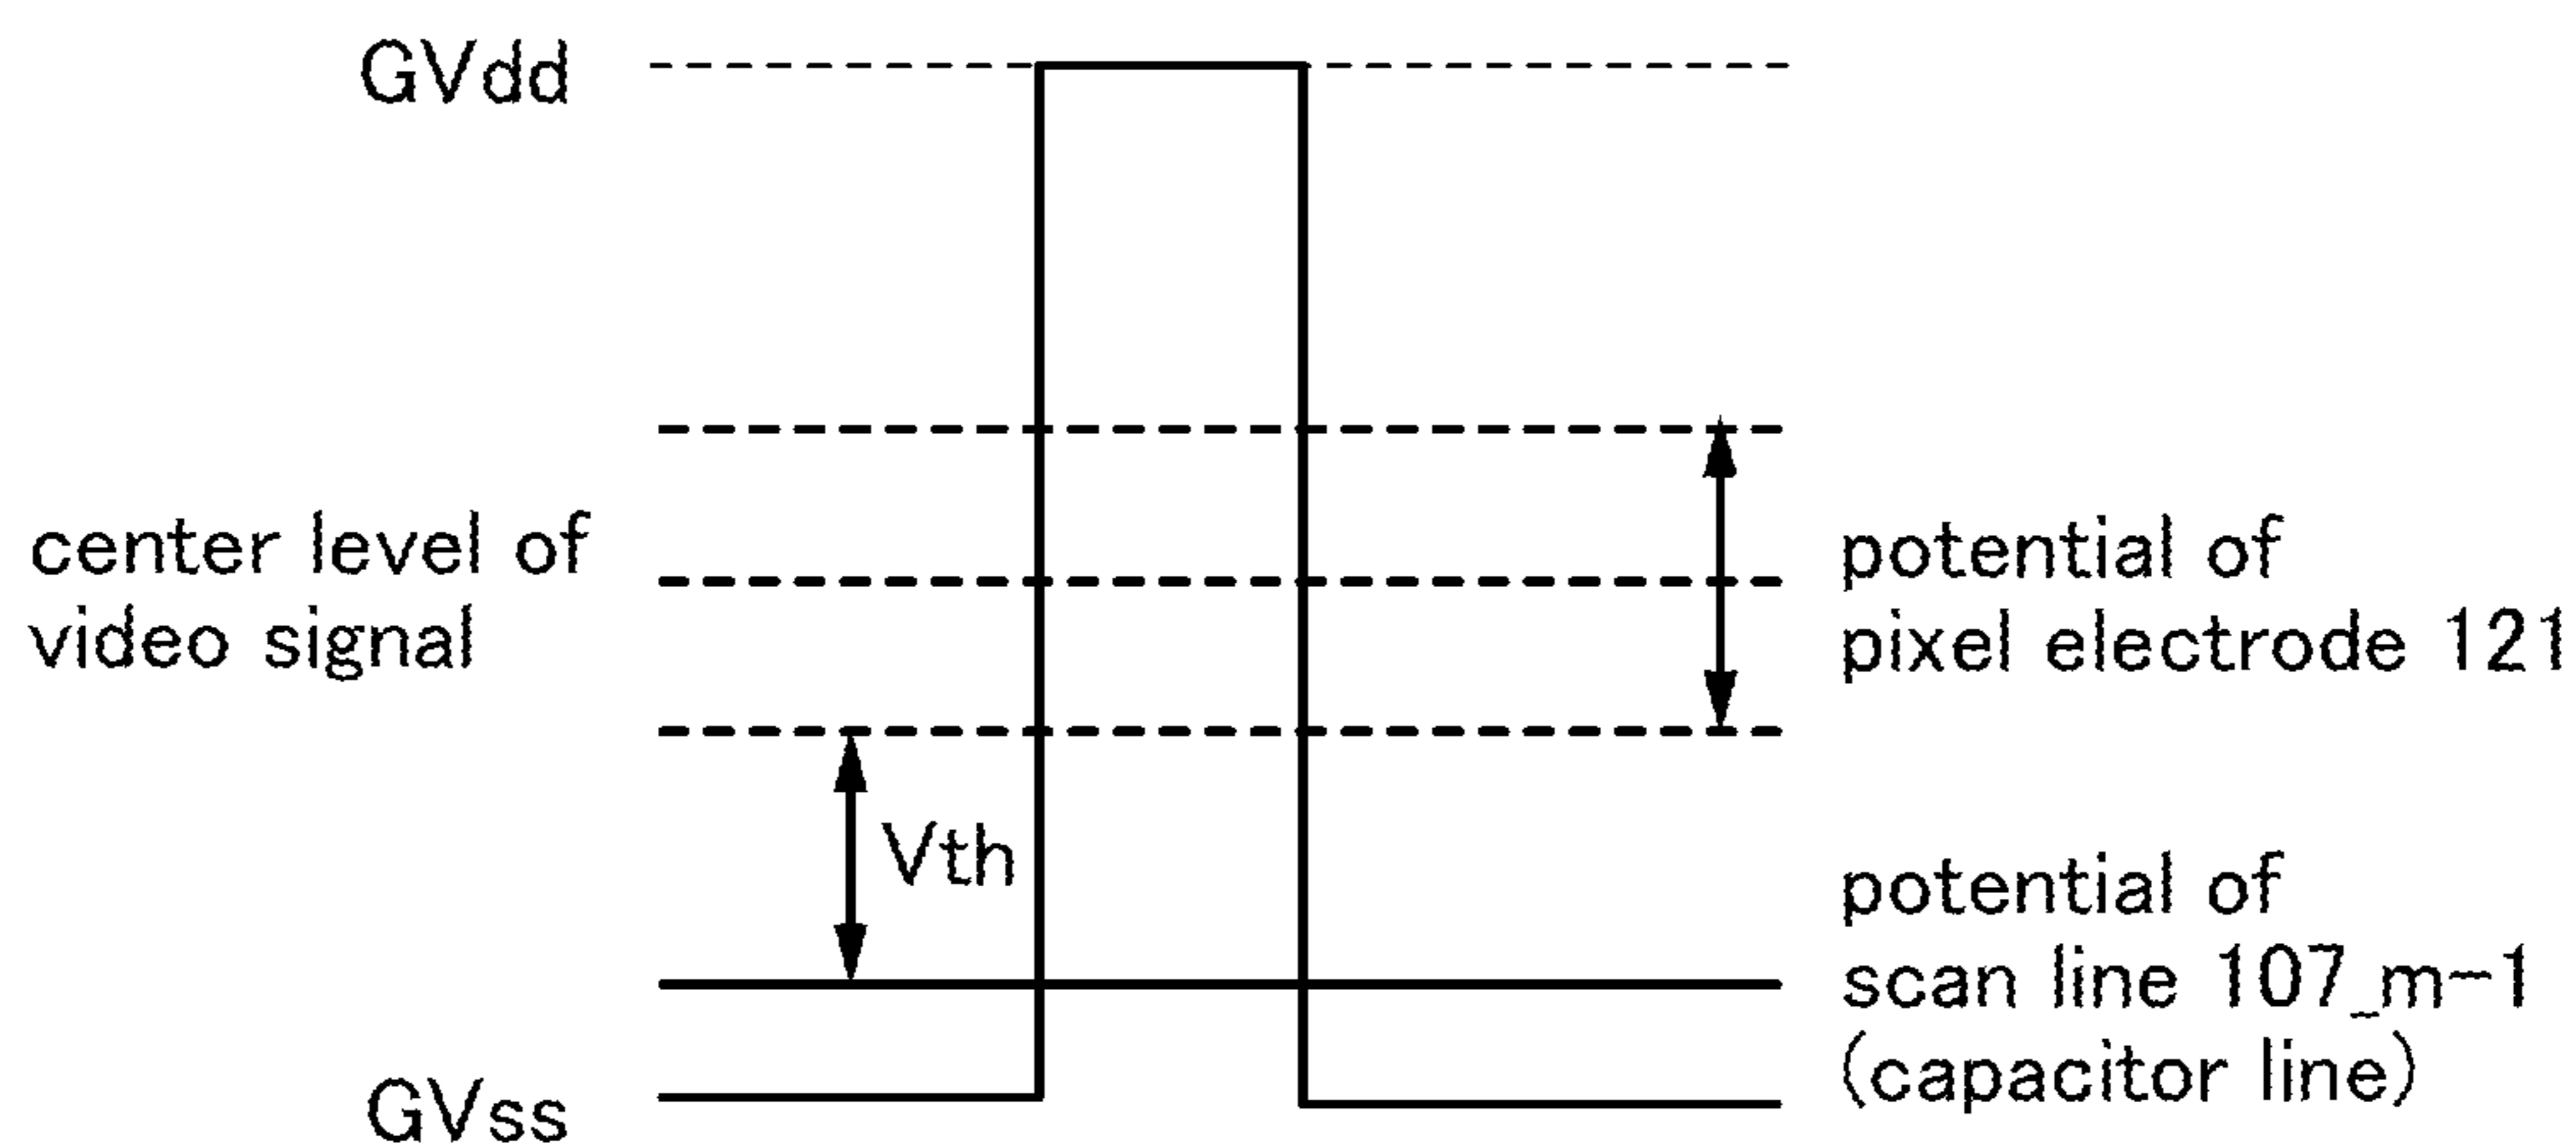 GVdd
center level of
video signal
potential of
pixel electrode 121
Vth
potential of
scan line 107_m-1
(capacitor line)
GVss